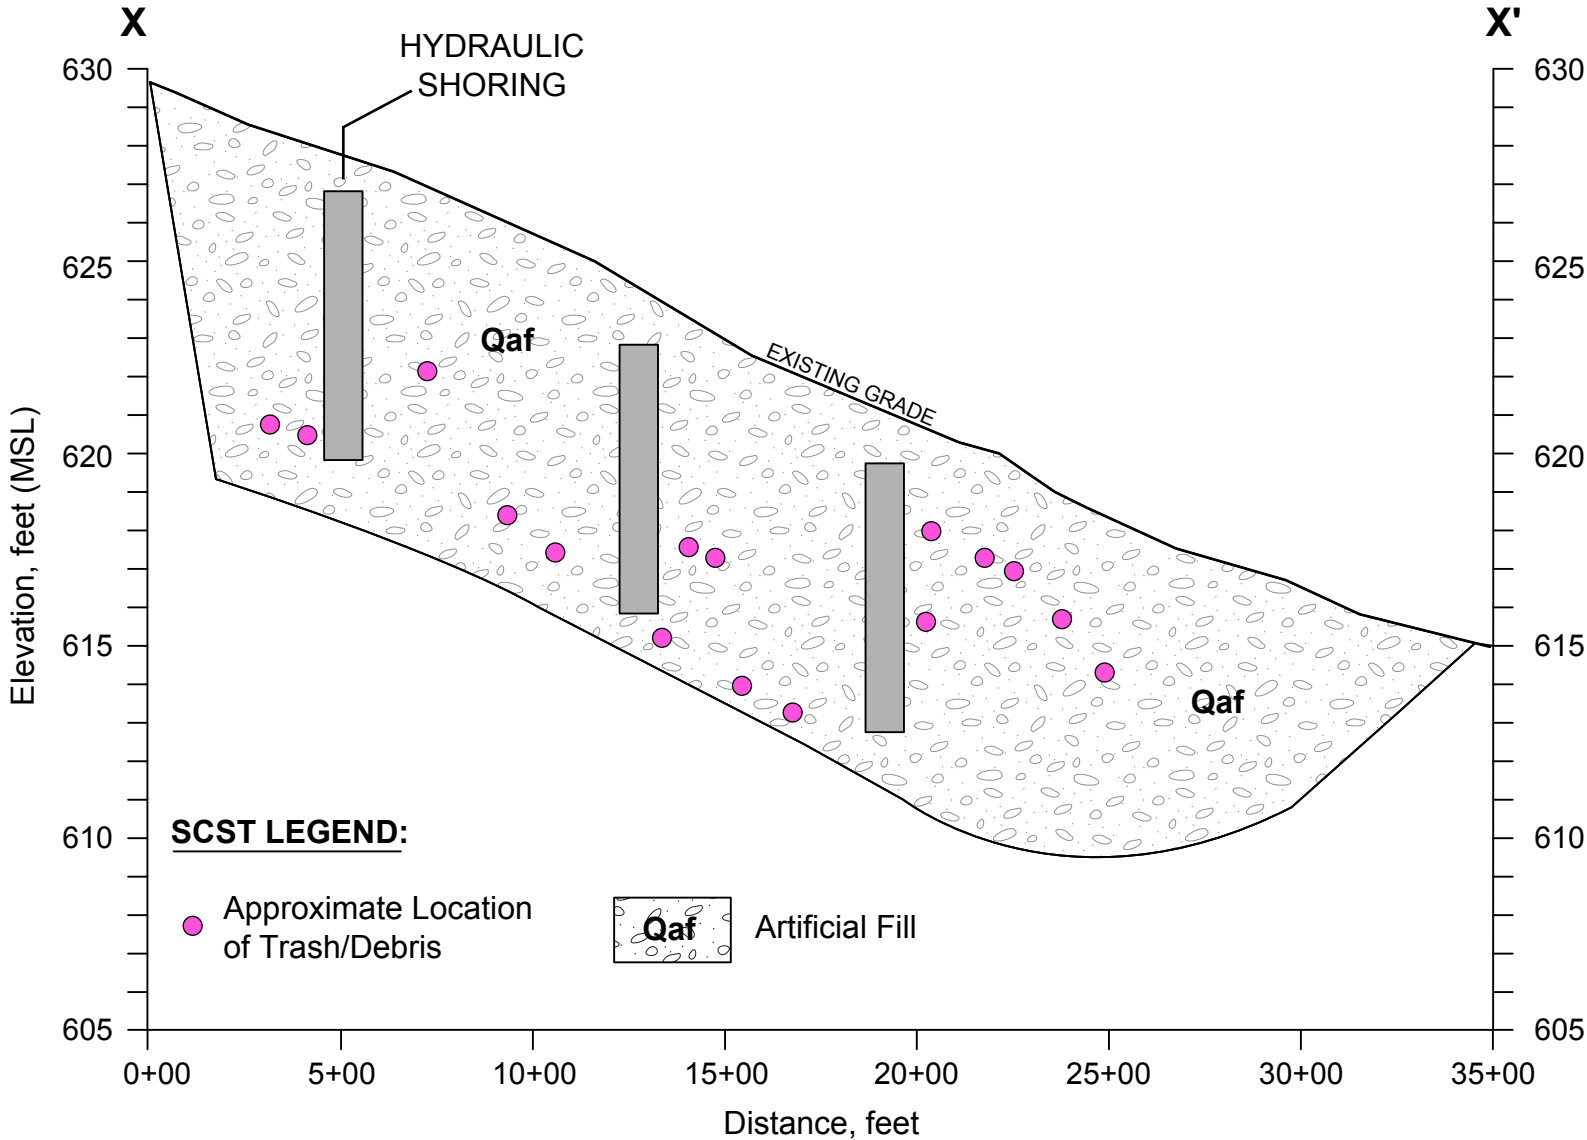 X
X'
HYDRAULIC
SHORING
630
630
625
625
Qaf
EXISTING GRADE
620
620
Elevation, feet (MSL)
615
615
Qaf
SCST LEGEND:
610
610
Approximate Location
of Trash/Debris
Qaf
Artificial Fill
605
605
0+00
5+00
10+00
15+00
20+00
25+00
30+00
35+00
Distance, feet